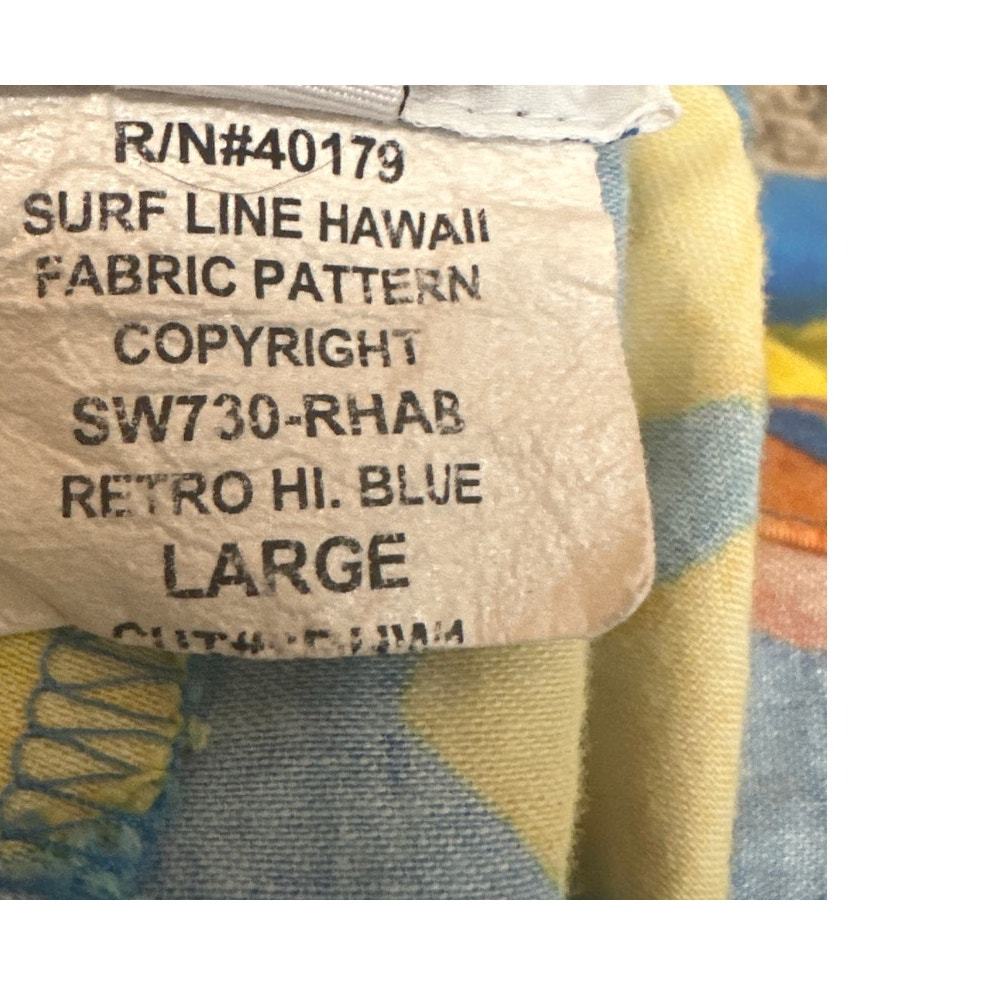 R/N#40179
SURF LINE HAWAII
FABRIC PATTERN
COPYRIGHT
SW730-RHAB
RETRO HI. BLUE
LARGE